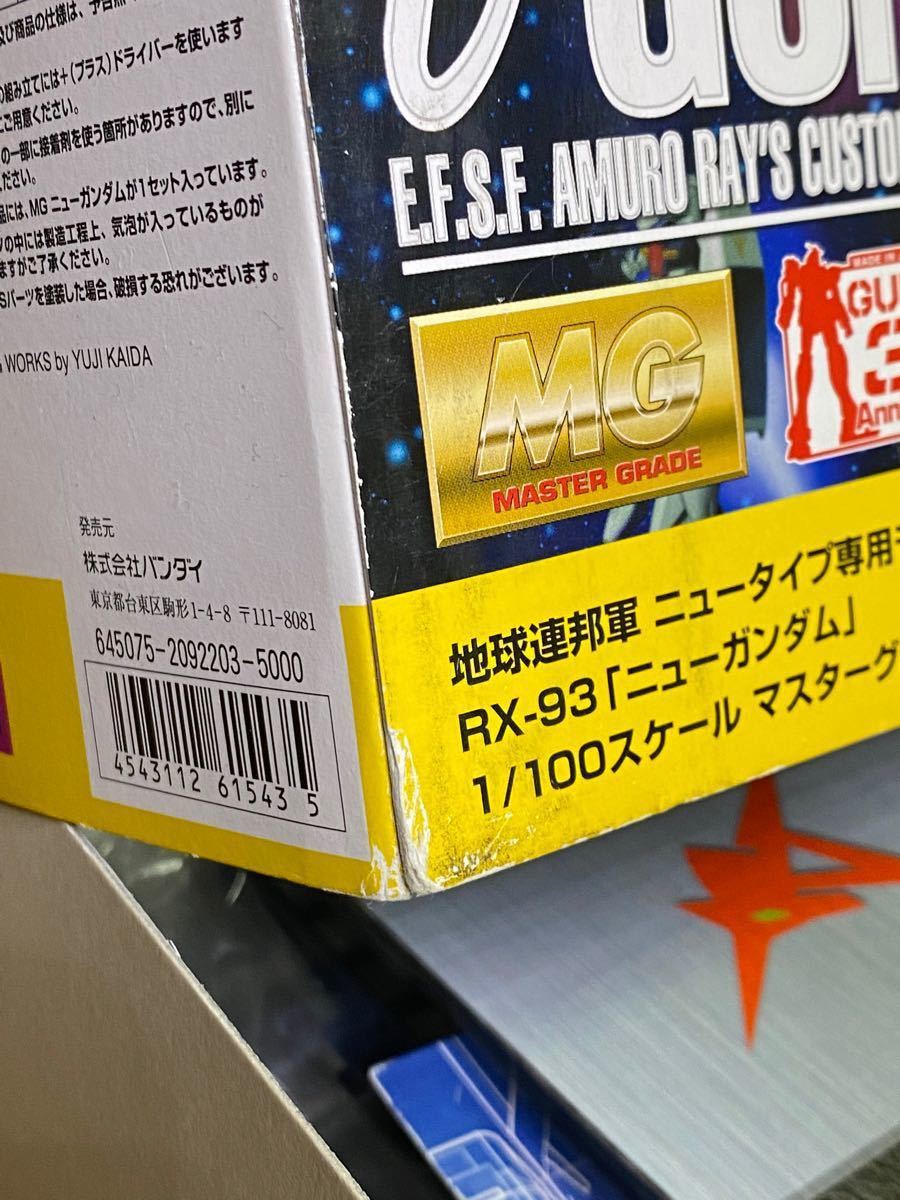 及び商品の仕様は、予告無
の組み立てには+(プラス)ドライバーを使います
ご用意ください。
の一部に接着剤を使う箇所がありますので、別に
ださい。
品には、MG ニューガンダムが1セット入っています。
ツの中には製造工程上、気泡が入っているものが
ますがご了承ください。
Sパーツを塗装した場合、破損する恐れがございます。
WORKS by YUJI KAIDA
発売元
株式会社バンダイ
東京都台東区駒形1-4-8 〒111-8081
645075-2092203-5000
4543112 61543 5
ν GUN
E.F.S.F. AMURO RAY'S CUSTO
MG
MASTER GRADE
MADE IN
GU
3
Ann
地球連邦軍 ニュータイプ専用
RX-93「ニューガンダム」
1/100スケール マスターグ